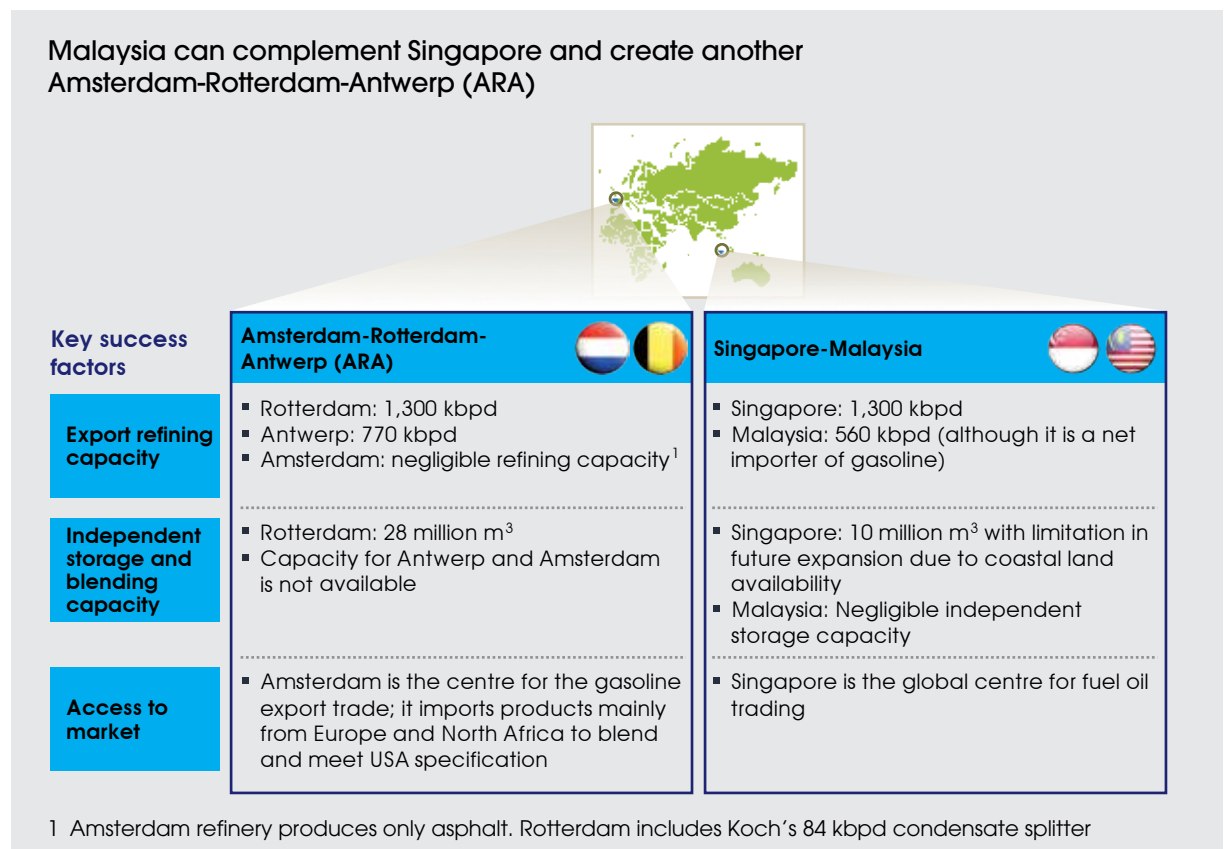 Malaysia can complement Singapore and create another
Amsterdam-Rotterdam-Antwerp (ARA)
Key success
factors
Amsterdam-Rotterdam-
Antwerp (ARA)
Singapore-Malaysia
Export refining
capacity
▪ Rotterdam: 1,300 kbpd
▪ Antwerp: 770 kbpd
▪ Amsterdam: negligible refining capacity¹
▪ Singapore: 1,300 kbpd
▪ Malaysia: 560 kbpd (although it is a net
importer of gasoline)
Independent
storage and
blending
capacity
▪ Rotterdam: 28 million m³
▪ Capacity for Antwerp and Amsterdam
is not available
▪ Singapore: 10 million m³ with limitation in
future expansion due to coastal land
availability
▪ Malaysia: Negligible independent
storage capacity
Access to
market
▪ Amsterdam is the centre for the gasoline
export trade; it imports products mainly
from Europe and North Africa to blend
and meet USA specification
▪ Singapore is the global centre for fuel oil
trading
1 Amsterdam refinery produces only asphalt. Rotterdam includes Koch's 84 kbpd condensate splitter